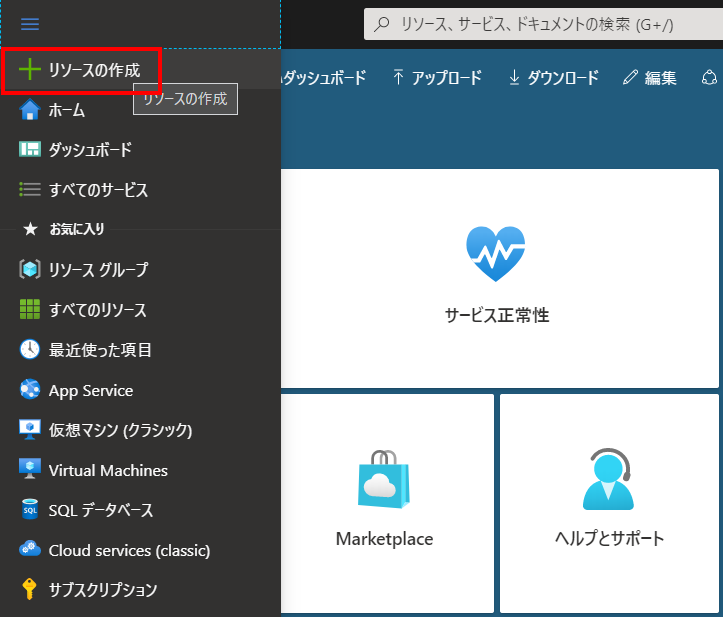 リソース、サービス、ドキュメントの検索 (G+/)
リソースの作成
リソースの作成
ホーム
ダッシュボード
すべてのサービス
お気に入り
リソース グループ
すべてのリソース
最近使った項目
App Service
仮想マシン (クラシック)
Virtual Machines
SQL データベース
Cloud services (classic)
サブスクリプション
ダッシュボード
アップロード
ダウンロード
編集
サービス正常性
Marketplace
ヘルプとサポート